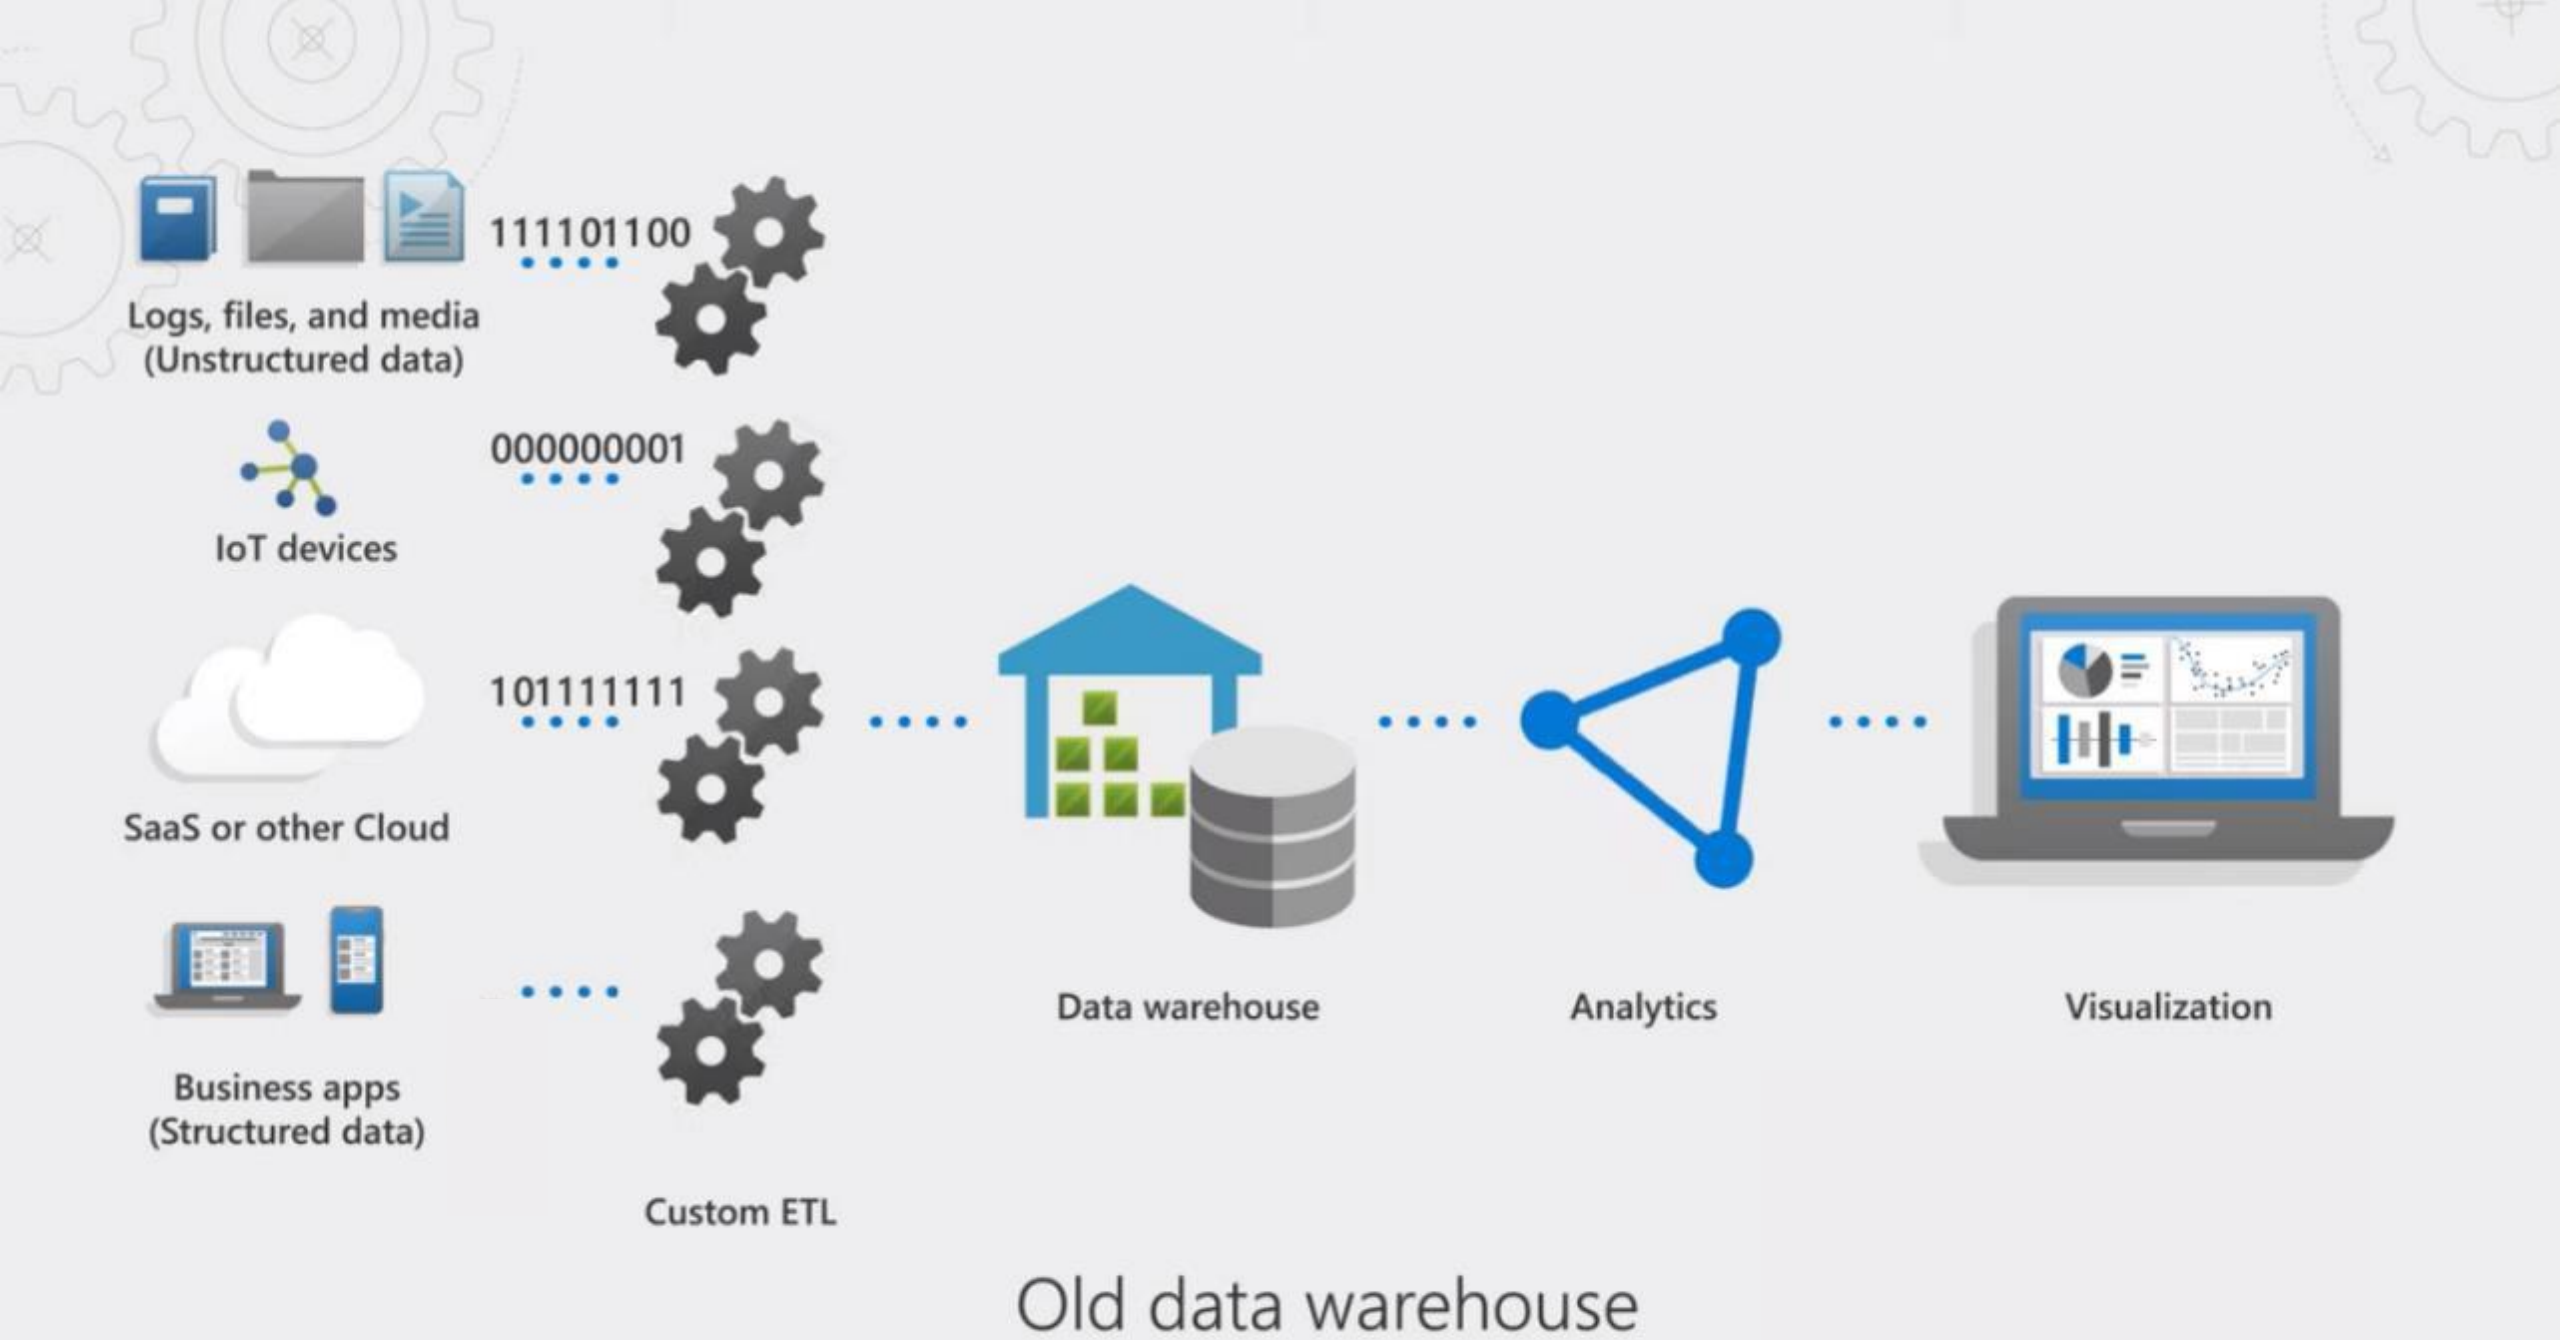 111101100
Logs, files, and media
(Unstructured data)
000000001
IoT devices
101111111
SaaS or other Cloud
Business apps
(Structured data)
Custom ETL
Data warehouse
Analytics
Visualization
Old data warehouse